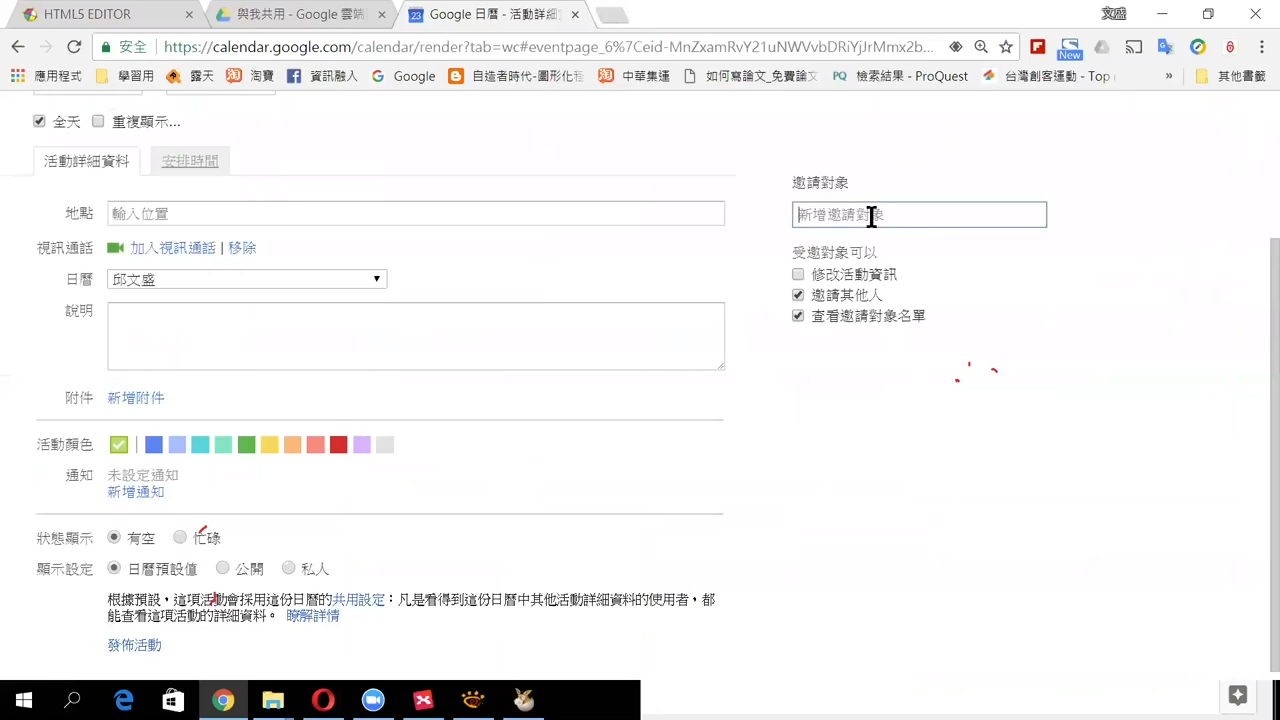 HTML5 EDITOR
與我共用 - Google 雲端
Google 日曆 - 活動詳細
文盛
安全 https://calendar.google.com/calendar/render?tab=wc#eventpage_6%7Ceid-MnZxamRvY21uNWVvbDRiYjJrMmx2b...
New
應用程式 學習用 露天 淘寶 資訊融入 Google 自造者時代-圖形化程 中華集運 如何寫論文_免費論文 檢索結果 - ProQuest 台灣創客運動 - Top » 其他書籤
全天 重複顯示...
活動詳細資料 安排時間
邀請對象
地點 輸入位置
新增邀請對象
視訊通話 加入視訊通話 | 移除
受邀對象可以
日曆 邱文盛
修改活動資訊
邀請其他人
說明
查看邀請對象名單
附件 新增附件
活動顏色
通知 未設定通知
新增通知
狀態顯示 有空 忙碌
顯示設定 日曆預設值 公開 私人
根據預設，這項活動會採用這份日曆的共用設定：凡是看得到這份日曆中其他活動詳細資料的使用者，都
能查看這項活動的詳細資料。 瞭解詳情
發佈活動